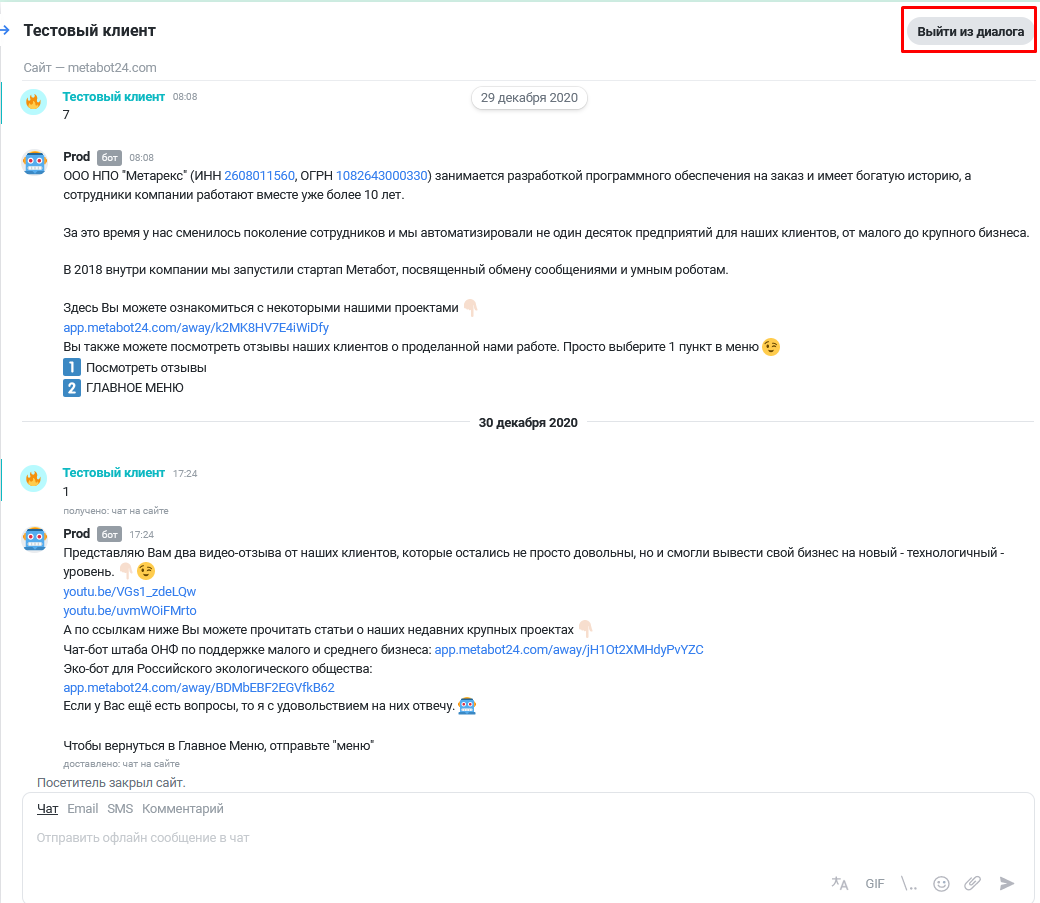 Тестовый клиент
Выйти из диалога
Сайт — metabot24.com
Тестовый клиент 08:08
29 декабря 2020
7
Prod бот 08:08
ООО НПО "Метарекс" (ИНН 2608011560, ОГРН 1082643000330) занимается разработкой программного обеспечения на заказ и имеет богатую историю, а
сотрудники компании работают вместе уже более 10 лет.
За это время у нас сменилось поколение сотрудников и мы автоматизировали не один десяток предприятий для наших клиентов, от малого до крупного бизнеса.
В 2018 внутри компании мы запустили стартап Метабот, посвященный обмену сообщениями и умным роботам.
Здесь Вы можете ознакомиться с некоторыми нашими проектами 👇🏻
app.metabot24.com/away/k2MK8HV7E4iWiDfy
Вы также можете посмотреть отзывы наших клиентов о проделанной нами работе. Просто выберите 1 пункт в меню 😉
1 Посмотреть отзывы
2 ГЛАВНОЕ МЕНЮ
30 декабря 2020
Тестовый клиент 17:24
1
получено: чат на сайте
Prod бот 17:24
Представляю Вам два видео-отзыва от наших клиентов, которые остались не просто довольны, но и смогли вывести свой бизнес на новый - технологичный -
уровень. 👇🏻😉
youtu.be/VGs1_zdeLQw
youtu.be/uvmWOiFMrto
А по ссылкам ниже Вы можете прочитать статьи о наших недавних крупных проектах 👇🏻
Чат-бот штаба ОНФ по поддержке малого и среднего бизнеса: app.metabot24.com/away/jH1Ot2XMHdyPvYZC
Эко-бот для Российского экологического общества:
app.metabot24.com/away/BDMbEBF2EGVfkB62
Если у Вас ещё есть вопросы, то я с удовольствием на них отвечу. 🤖
Чтобы вернуться в Главное Меню, отправьте "меню"
доставлено: чат на сайте
Посетитель закрыл сайт.
Чат Email SMS Комментарий
Отправить офлайн сообщение в чат
GIF \..